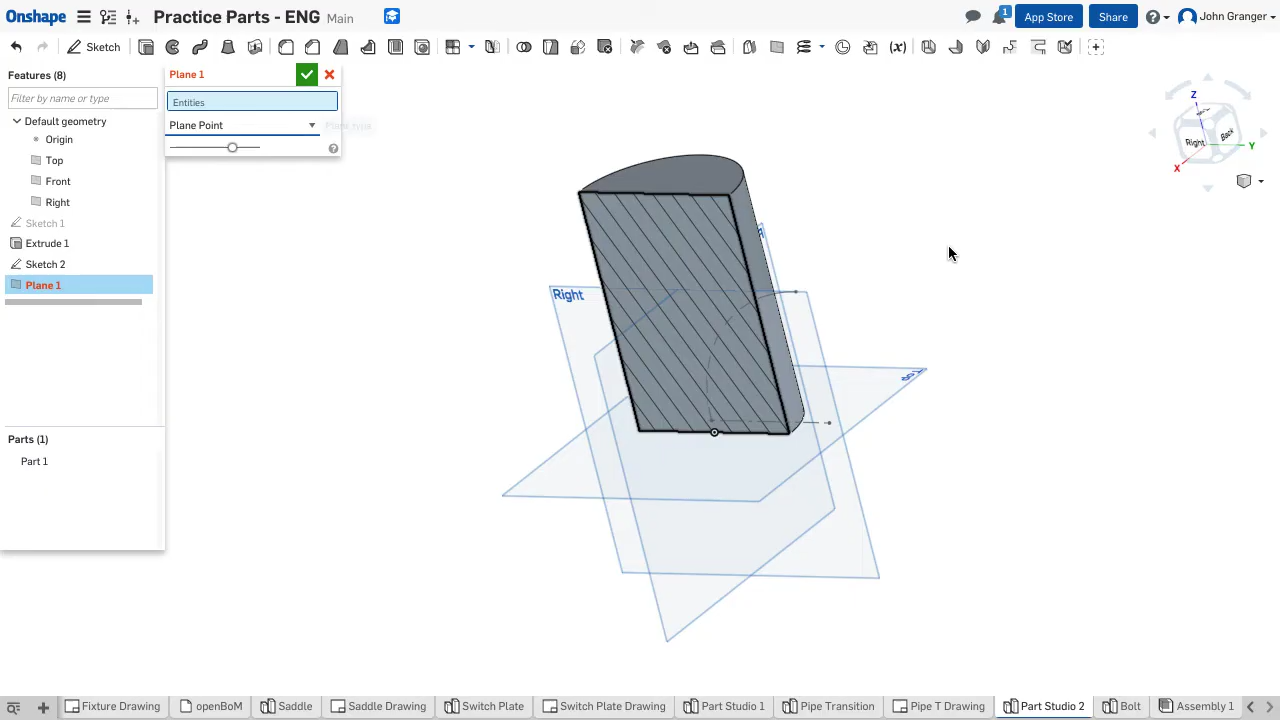 Onshape Practice Parts - ENG Main 1 App Store Share John Granger
Sketch (x)
Features (8)
Filter by name or type
Default geometry
Origin
Top
Front
Right
Sketch 1
Extrude 1
Sketch 2
Plane 1
Parts (1)
Part 1
Plane 1
Entities
Plane Point Plane type
Right
Top
Z
Right Back
Y
X
Fixture Drawing openBoM Saddle Saddle Drawing Switch Plate Switch Plate Drawing Part Studio 1 Pipe Transition Pipe T Drawing Part Studio 2 Bolt Assembly 1